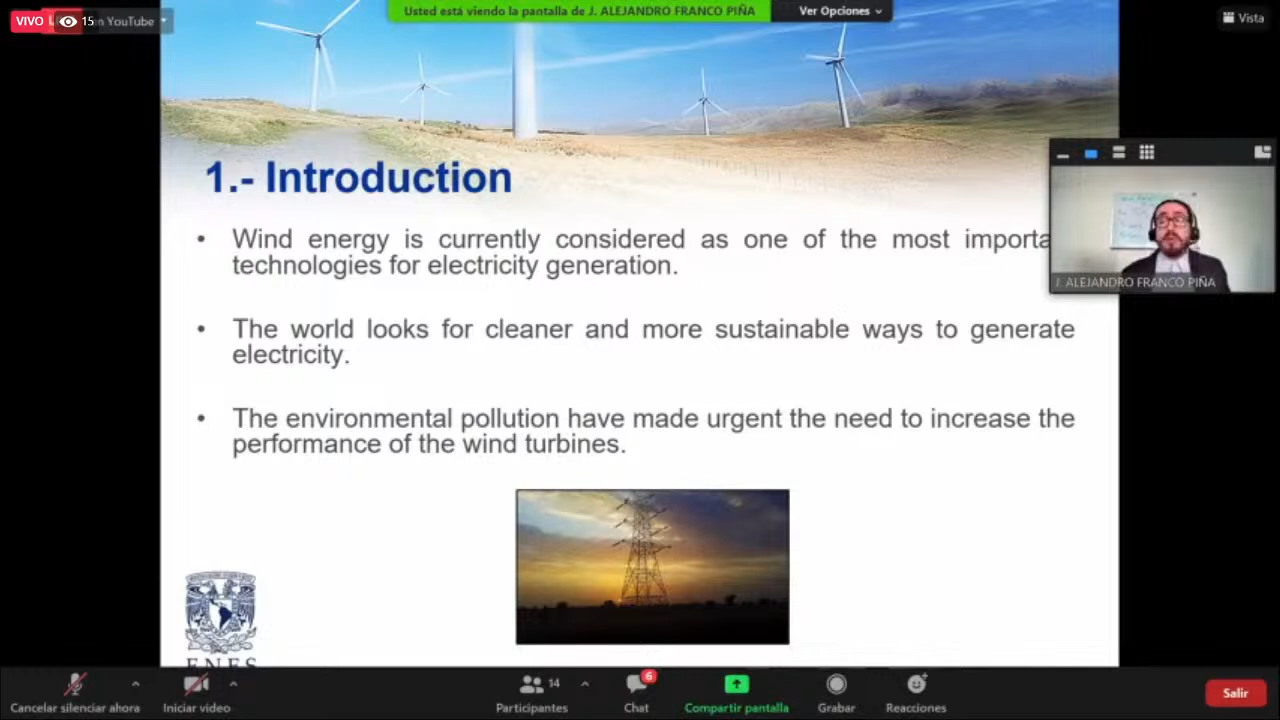 VIVO
15
n YouTube
Usted está viendo la pantalla de J. ALEJANDRO FRANCO PIÑA
Ver Opciones
Vista
1.- Introduction
• Wind energy is currently considered as one of the most importa
technologies for electricity generation.
J. ALEJANDRO FRANCO PIÑA
• The world looks for cleaner and more sustainable ways to generate
electricity.
• The environmental pollution have made urgent the need to increase the
performance of the wind turbines.
ENES
Cancelar silenciar ahora
Iniciar video
14
Participantes
6
Chat
Compartir pantalla
Grabar
Reacciones
Salir